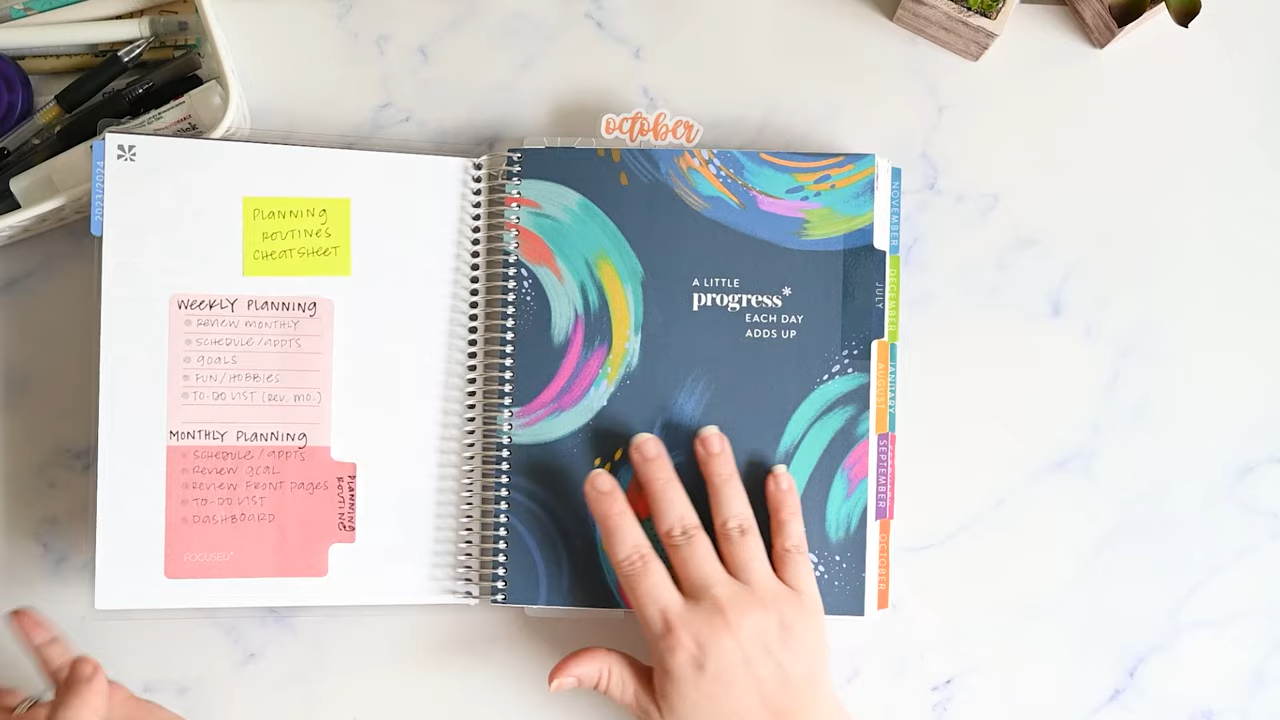 october
2023/2024
PLANNING
ROUTINES
CHEATSHEET
WEEKLY PLANNING
REVIEW MONTHLY
SCHEDULE/APPTS
GOALS
FUN/HOBBIES
TO-DO LIST (REV. MO.)
MONTHLY PLANNING
SCHEDULE/APPTS
REVIEW GOAL
REVIEW FRONT PAGES
TO-DO LIST
DASHBOARD
FOCUSED*
PLANNING
ROUTINE
A LITTLE
progress*
EACH DAY
ADDS UP
NOVEMBER
DECEMBER
JULY
JANUARY
AUGUST
SEPTEMBER
OCTOBER